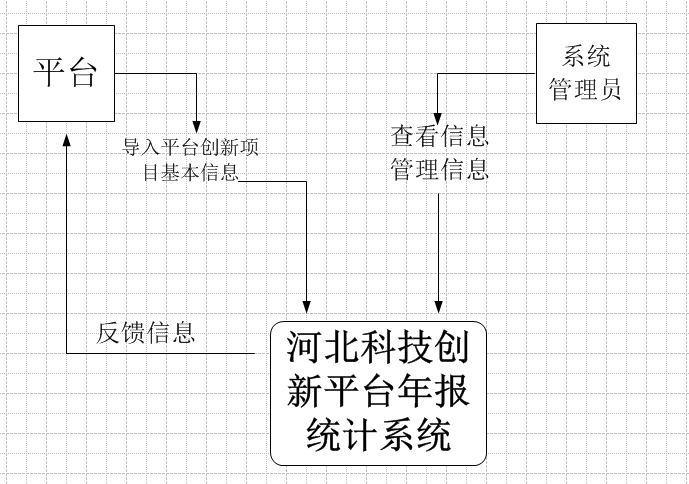 平台
系统
管理员
导入平台创新项
目基本信息
查看信息
管理信息
反馈信息
河北科技创
新平台年报
统计系统